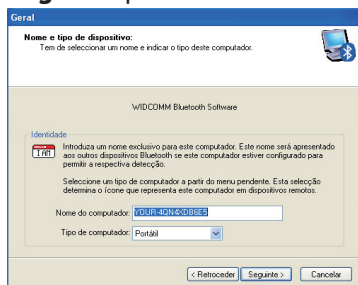 Geral
Nome e tipo de dispositivo:
Tem de seleccionar um nome e indicar o tipo deste computador.
WIDCOMM Bluetooth Software
Identidade
I AM
Introduza um nome exclusivo para este computador. Este nome será apresentado
aos outros dispositivos Bluetooth se este computador estiver configurado para
permitir a respectiva detecção.
Seleccione um tipo de computador a partir do menu pendente. Esta selecção
determina o ícone que representa este computador em dispositivos remotos.
Nome do computador: YOUR-4QN4XDB6E5
Tipo de computador: Portátil
< Retroceder Seguinte > Cancelar